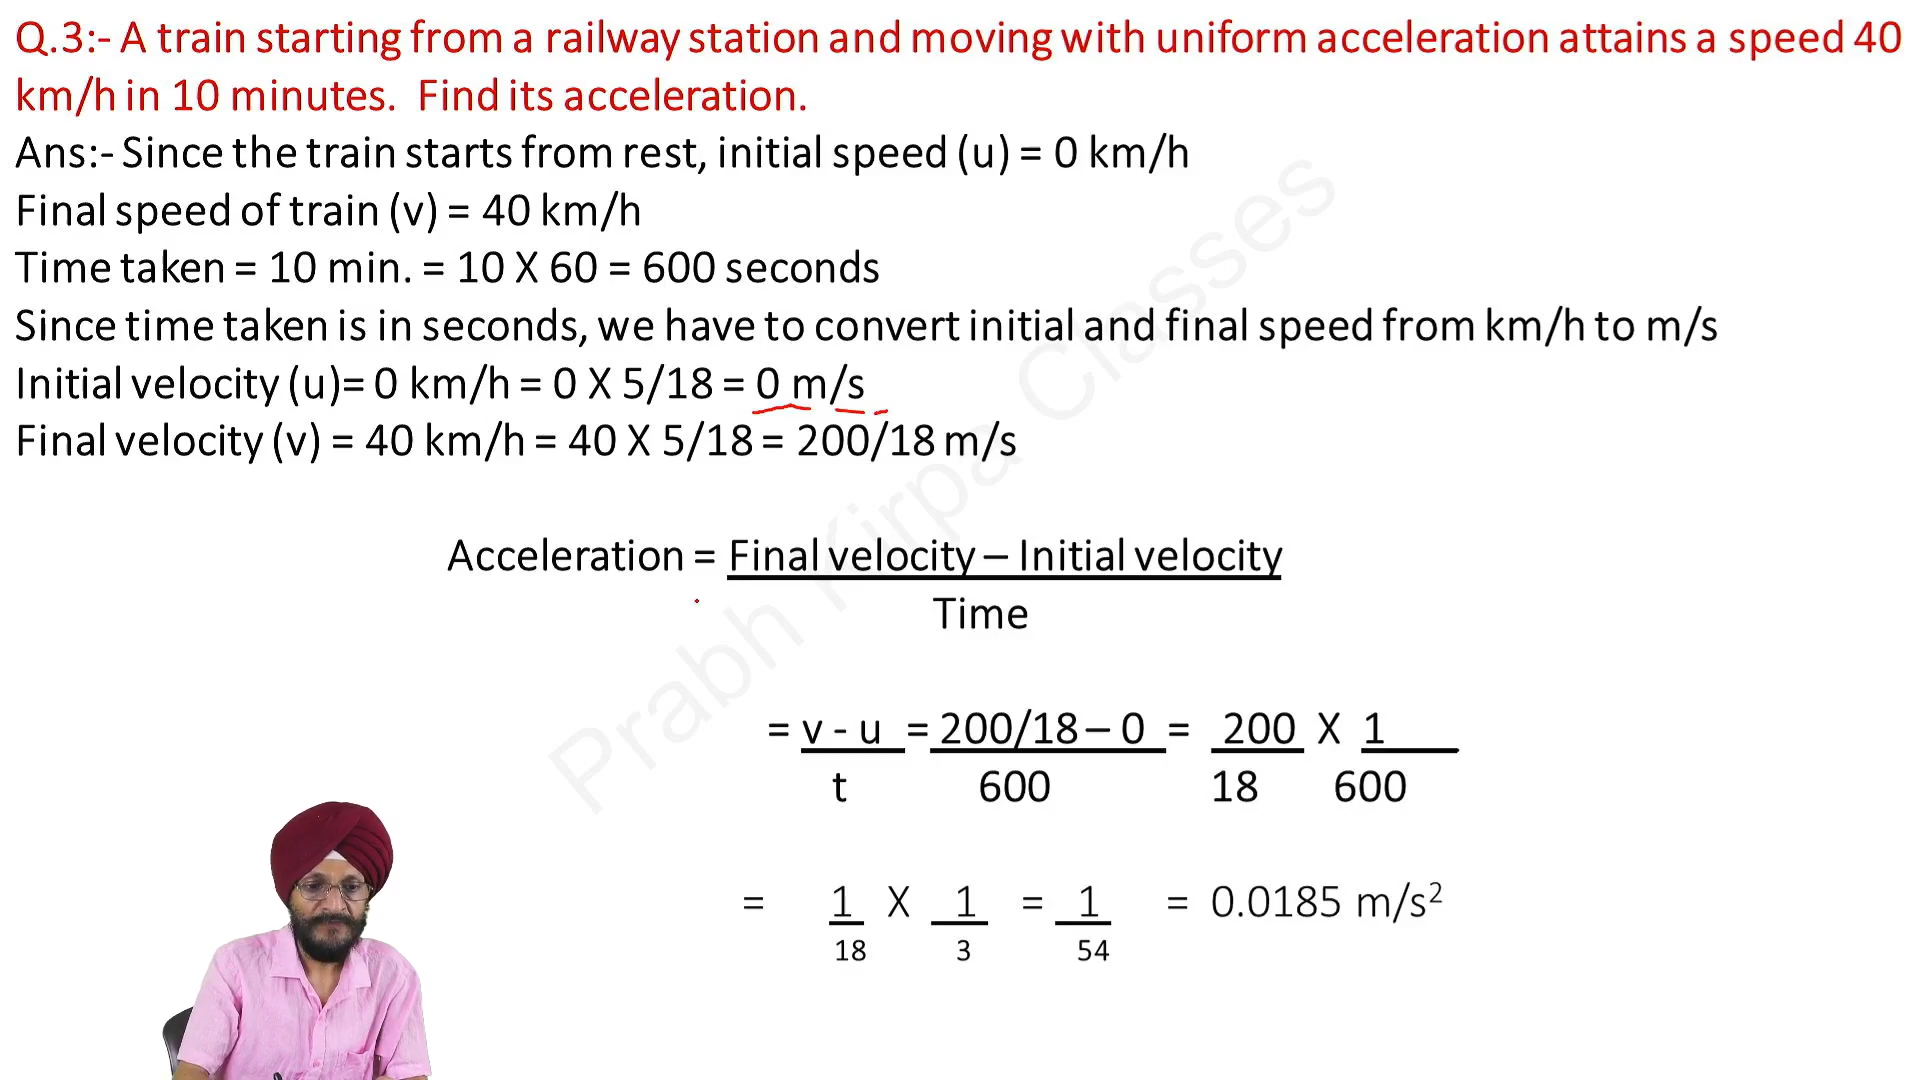 Q.3:- A train starting from a railway station and moving with uniform acceleration attains a speed 40
km/h in 10 minutes. Find its acceleration.
Ans:- Since the train starts from rest, initial speed (u) = 0 km/h
Final speed of train (v) = 40 km/h
Time taken = 10 min. = 10 X 60 = 600 seconds
Since time taken is in seconds, we have to convert initial and final speed from km/h to m/s
Initial velocity (u)= 0 km/h = 0 X 5/18 = 0 m/s
Final velocity (v) = 40 km/h = 40 X 5/18 = 200/18 m/s
Acceleration = Final velocity – Initial velocity
Time
= v - u = 200/18 – 0 = 200 X 1
t 600 18 600
= 1 X 1 = 1 = 0.0185 m/s²
18 3 54
Prabh Kirpa Classes